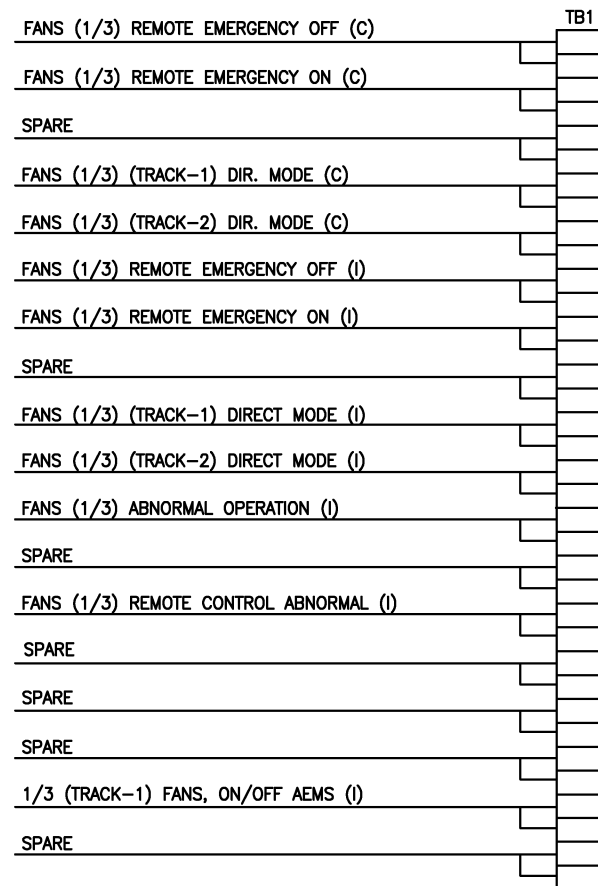 TB1
FANS (1/3) REMOTE EMERGENCY OFF (C)
FANS (1/3) REMOTE EMERGENCY ON (C)
SPARE
FANS (1/3) (TRACK-1) DIR. MODE (C)
FANS (1/3) (TRACK-2) DIR. MODE (C)
FANS (1/3) REMOTE EMERGENCY OFF (I)
FANS (1/3) REMOTE EMERGENCY ON (I)
SPARE
FANS (1/3) (TRACK-1) DIRECT MODE (I)
FANS (1/3) (TRACK-2) DIRECT MODE (I)
FANS (1/3) ABNORMAL OPERATION (I)
SPARE
FANS (1/3) REMOTE CONTROL ABNORMAL (I)
SPARE
SPARE
SPARE
1/3 (TRACK-1) FANS, ON/OFF AEMS (I)
SPARE